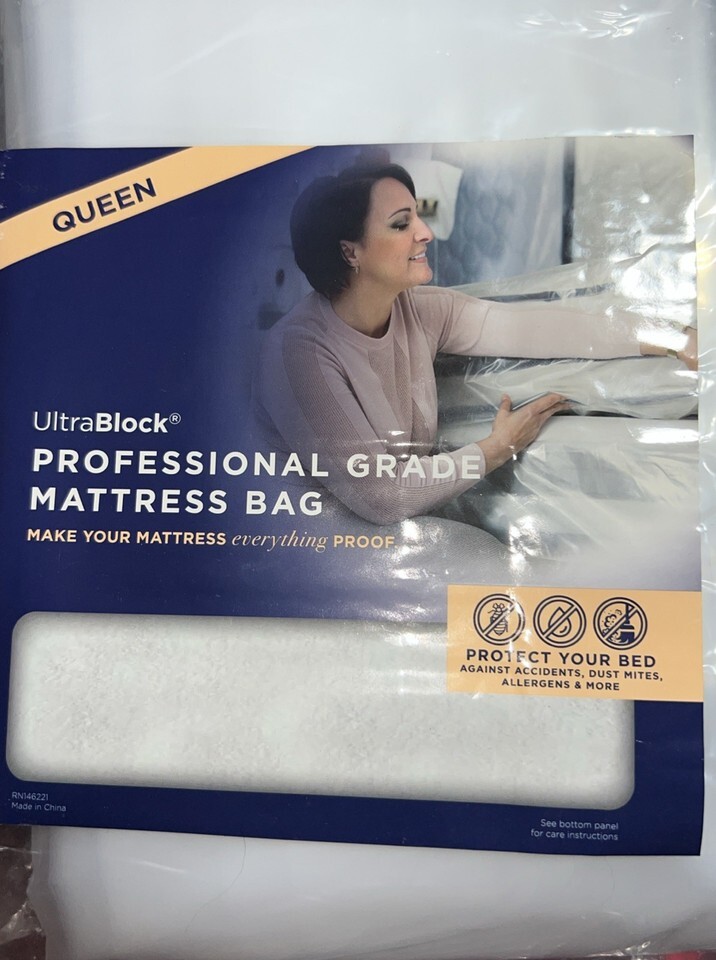 QUEEN
UltraBlock®
PROFESSIONAL GRADE
MATTRESS BAG
MAKE YOUR MATTRESS everything PROOF
PROTECT YOUR BED
AGAINST ACCIDENTS, DUST MITES,
ALLERGENS & MORE
RN146221
Made in China
See bottom panel
for care instructions